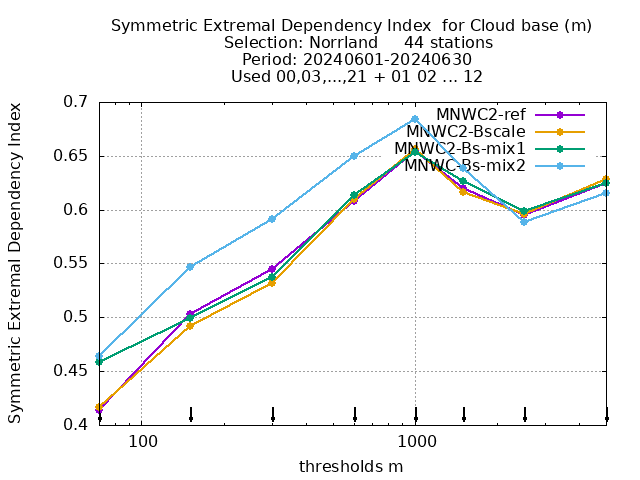 Symmetric Extremal Dependency Index  for Cloud base (m)
Selection: Norrland     44 stations
Period: 20240601-20240630
Used 00,03,...,21 + 01 02 ... 12
Symmetric Extremal Dependency Index
0.7
0.65
0.6
0.55
0.5
0.45
0.4
MNWC2-ref
MNWC2-Bscale
MNWC2-Bs-mix1
MNWC-Bs-mix2
100
1000
thresholds m